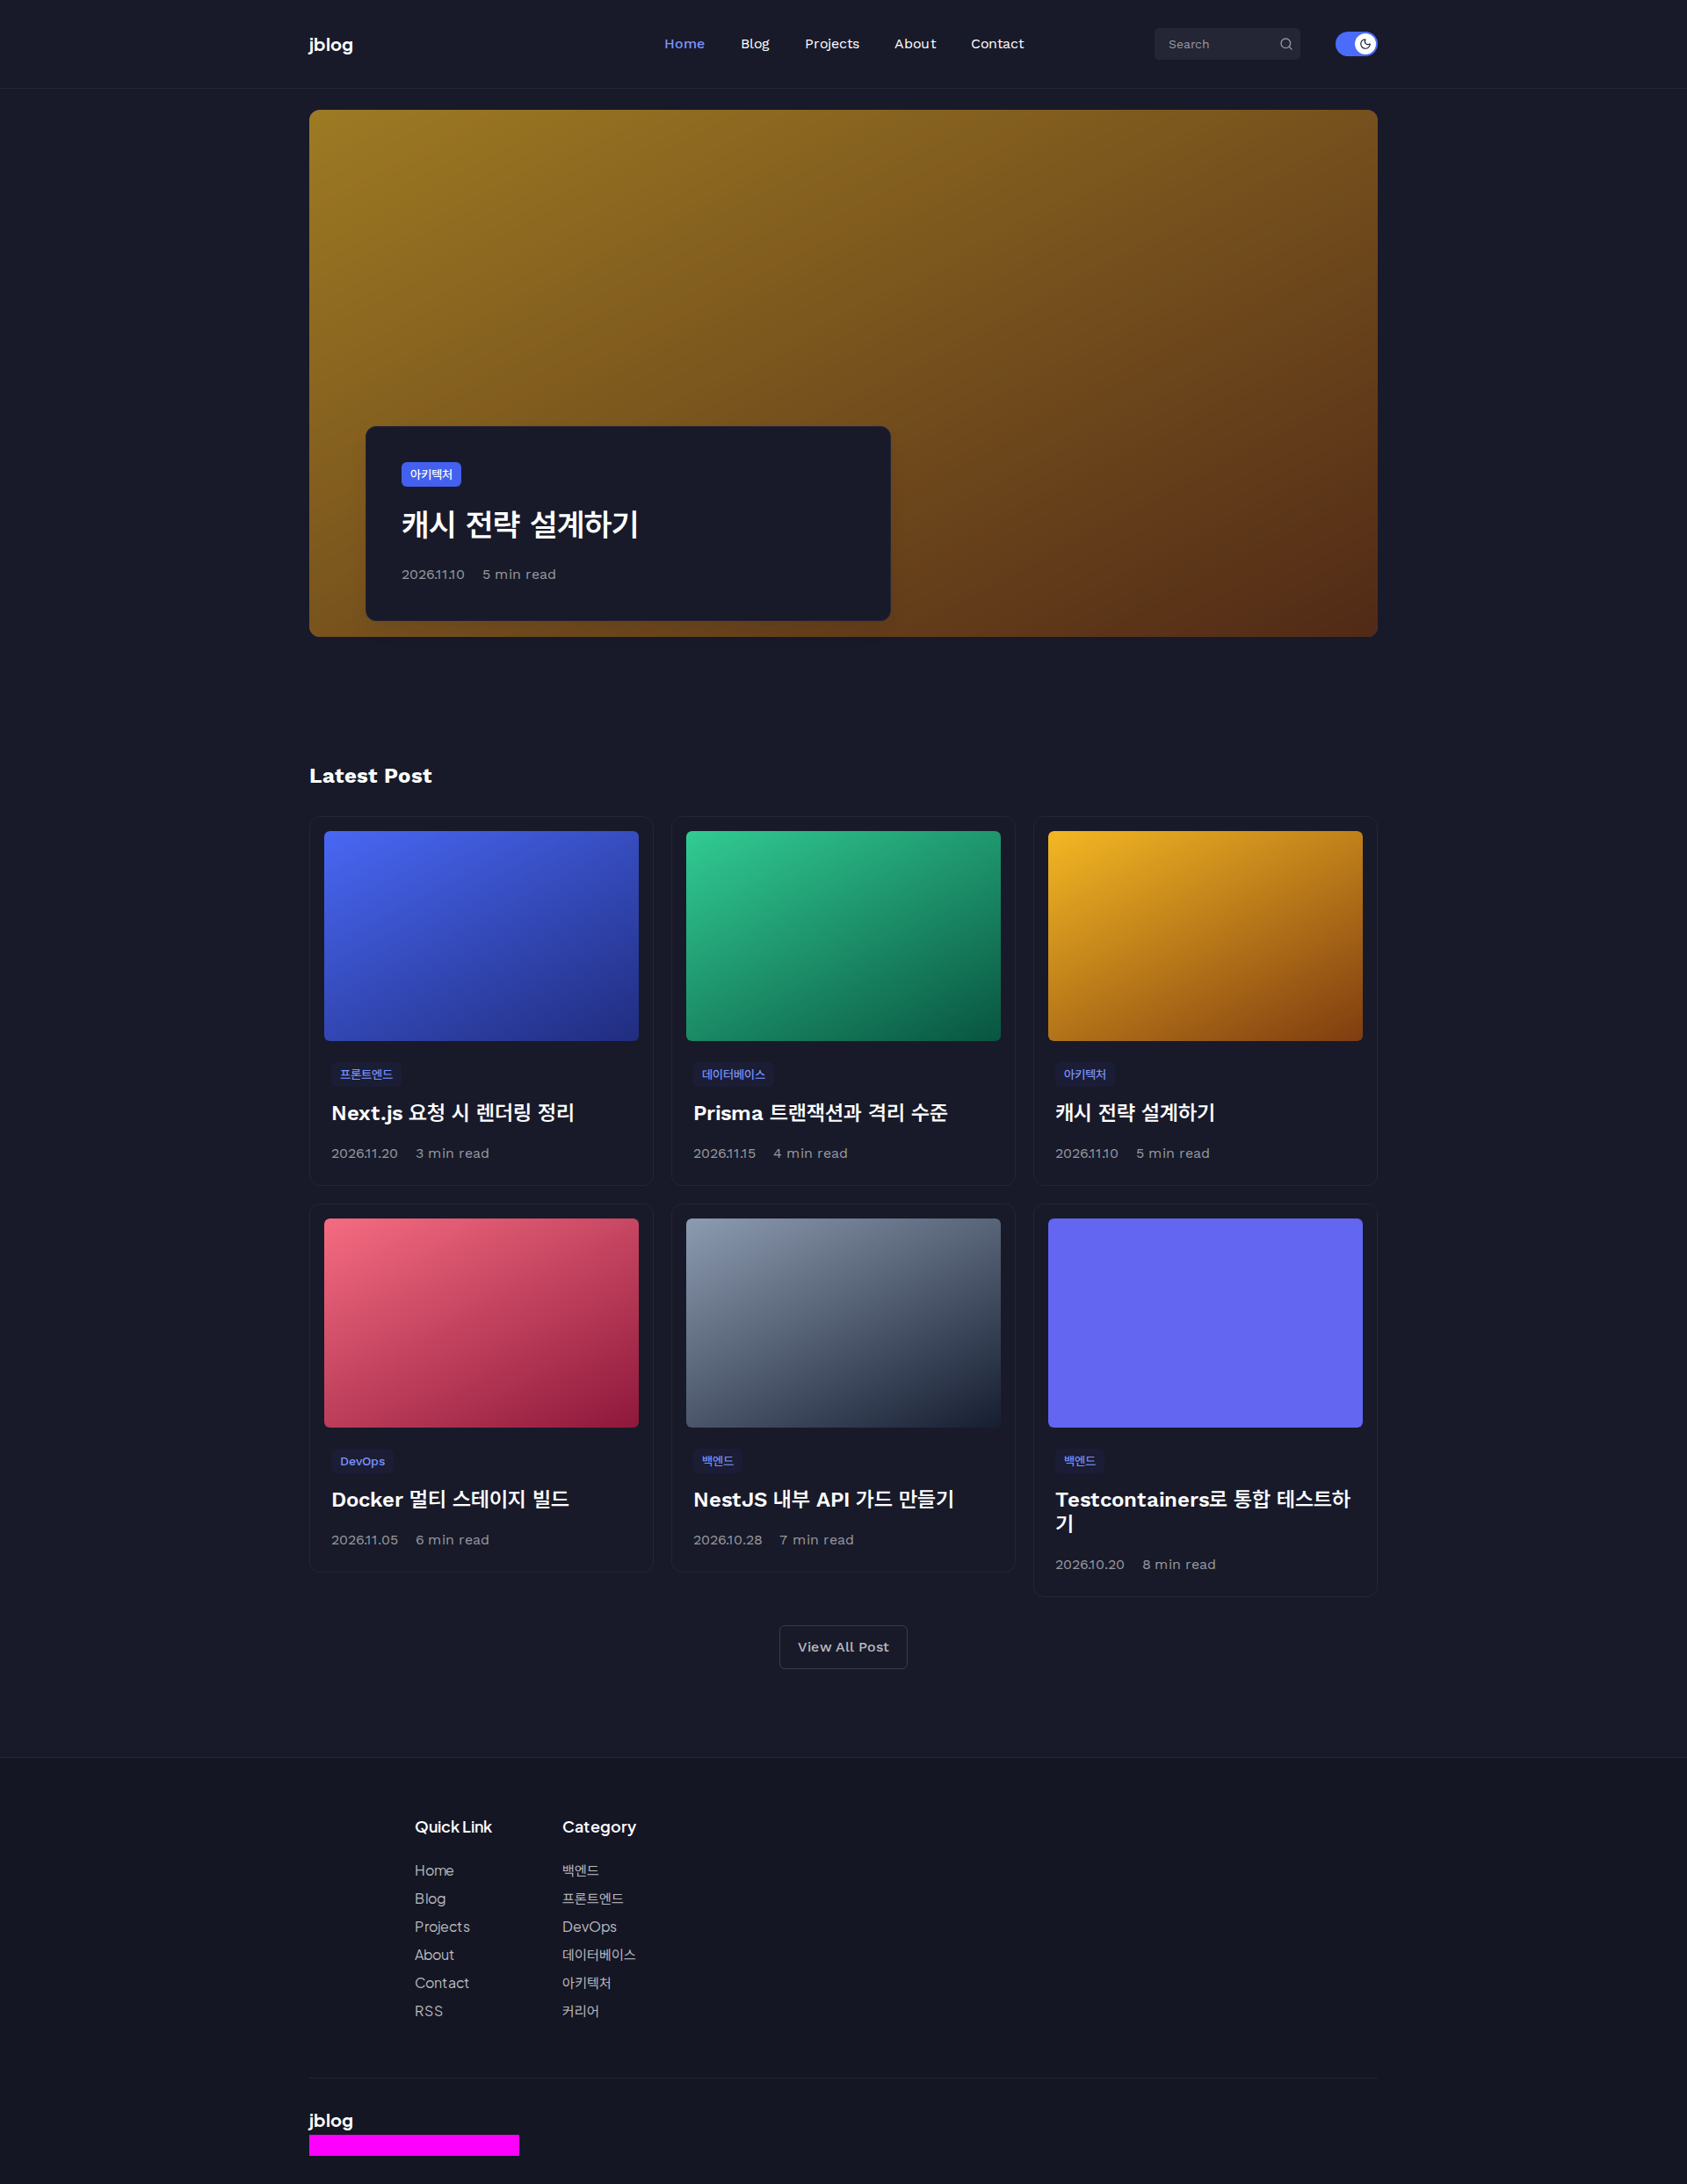 jblog
Home Blog Projects About Contact Search
아키텍처
캐시 전략 설계하기
2026.11.10 5 min read
Latest Post
프론트엔드
Next.js 요청 시 렌더링 정리
2026.11.20 3 min read
데이터베이스
Prisma 트랜잭션과 격리 수준
2026.11.15 4 min read
아키텍처
캐시 전략 설계하기
2026.11.10 5 min read
DevOps
Docker 멀티 스테이지 빌드
2026.11.05 6 min read
백엔드
NestJS 내부 API 가드 만들기
2026.10.28 7 min read
백엔드
Testcontainers로 통합 테스트하
기
2026.10.20 8 min read
View All Post
Quick Link
Home
Blog
Projects
About
Contact
RSS
Category
백엔드
프론트엔드
DevOps
데이터베이스
아키텍처
커리어
jblog